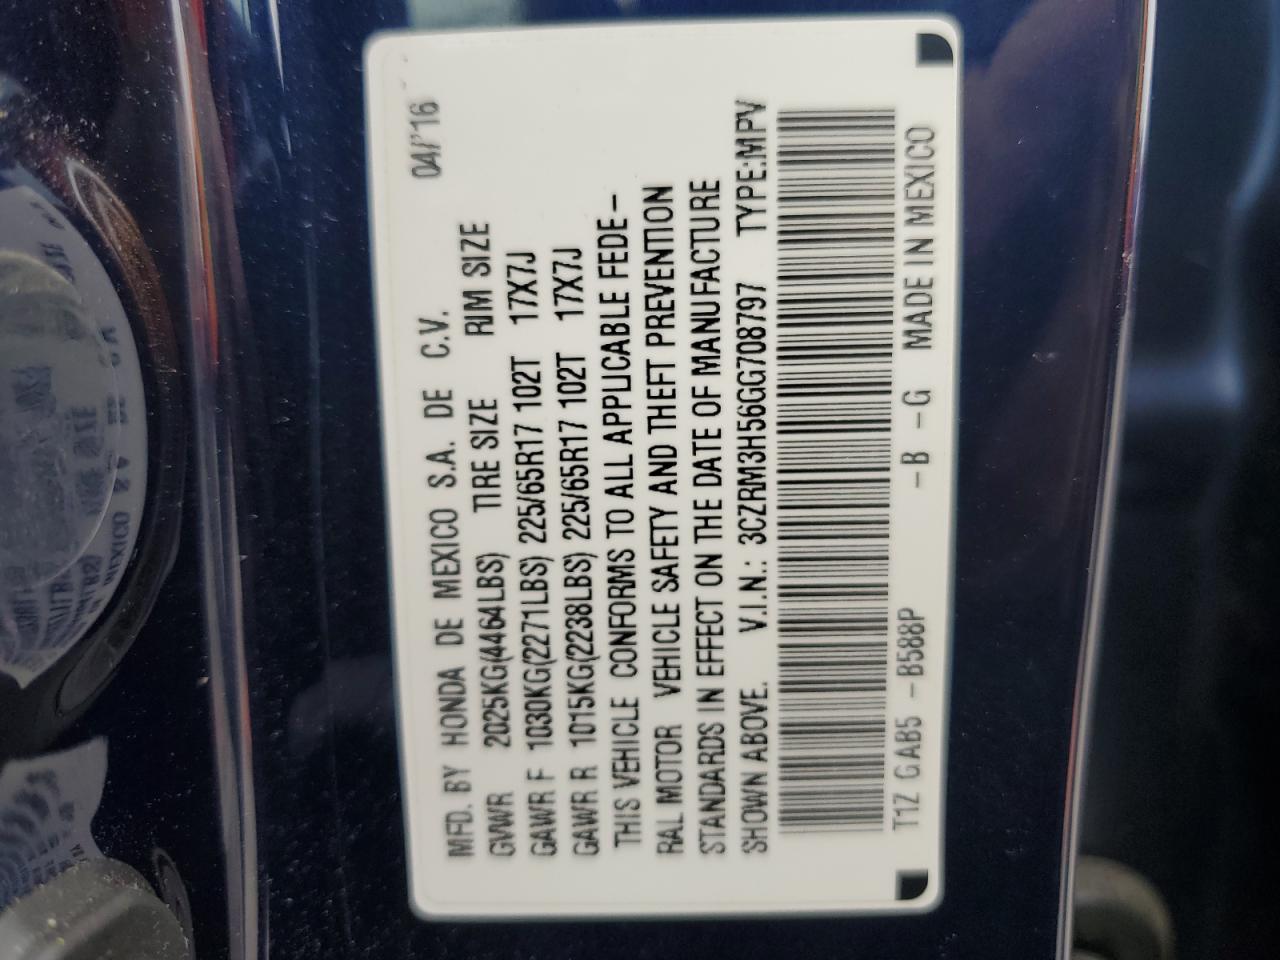 04/'16
MFD. BY HONDA DE MEXICO S.A. DE C.V.
GVWR 2025KG(4464LBS) TIRE SIZE RIM SIZE
GAWR F 1030KG(2271LBS) 225/65R17 102T 17X7J
GAWR R 1015KG(2238LBS) 225/65R17 102T 17X7J
THIS VEHICLE CONFORMS TO ALL APPLICABLE FEDE-
RAL MOTOR VEHICLE SAFETY AND THEFT PREVENTION
STANDARDS IN EFFECT ON THE DATE OF MANUFACTURE
SHOWN ABOVE. V.I.N.: 3CZRM3H56GG708797 TYPE:MPV
T1Z GAB5 -B588P -B -G MADE IN MEXICO